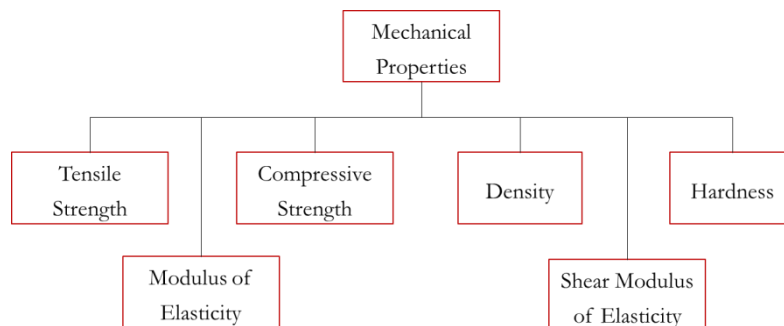 Mechanical
Properties
Tensile
Strength
Compressive
Strength
Density
Hardness
Modulus of
Elasticity
Shear Modulus
of Elasticity